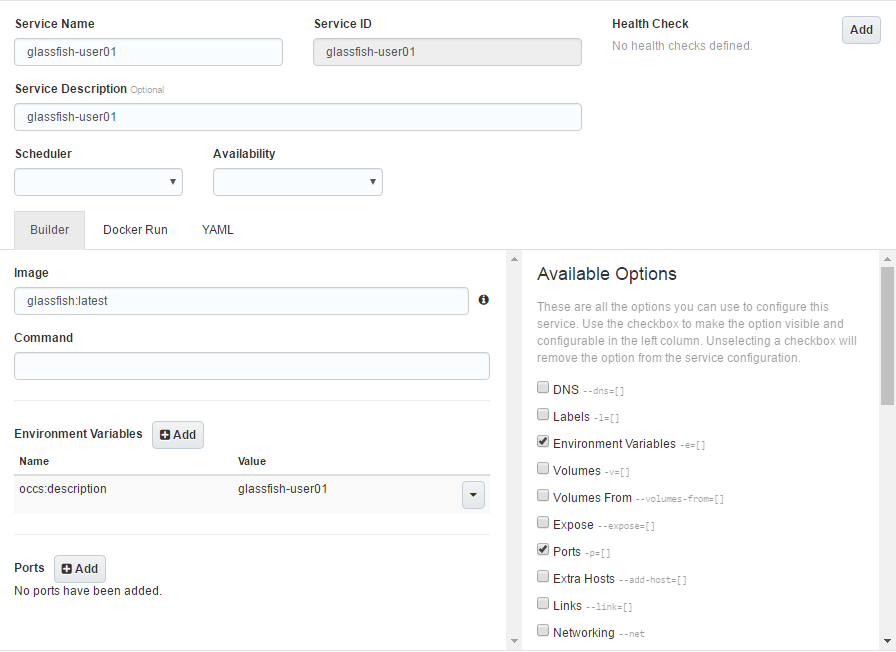 Service Name
Service ID
Health Check
Add
glassfish-user01
glassfish-user01
No health checks defined.
Service Description Optional
glassfish-user01
Scheduler
Availability
Builder
Docker Run
YAML
Image
glassfish:latest
Command
Environment Variables
Add
Name
Value
occs:description
glassfish-user01
Ports
Add
No ports have been added.
Available Options
These are all the options you can use to configure this
service. Use the checkbox to make the option visible and
configurable in the left column. Unselecting a checkbox will
remove the option from the service configuration.
DNS --dns=[]
Labels -l=[]
Environment Variables -e=[]
Volumes -v=[]
Volumes From --volumes-from=[]
Expose --expose=[]
Ports -p=[]
Extra Hosts --add-host=[]
Links --link=[]
Networking --net